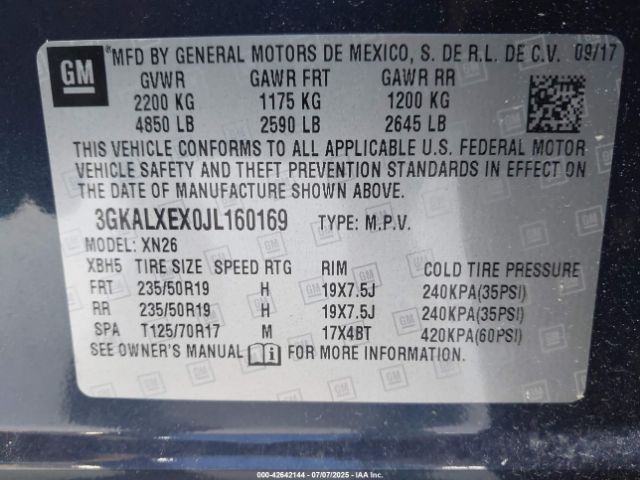 GM
MFD BY GENERAL MOTORS DE MEXICO, S. DE R.L. DE C.V. 09/17
GVWR GAWR FRT GAWR RR
2200 KG 1175 KG 1200 KG
4850 LB 2590 LB 2645 LB
THIS VEHICLE CONFORMS TO ALL APPLICABLE U.S. FEDERAL MOTOR
VEHICLE SAFETY AND THEFT PREVENTION STANDARDS IN EFFECT ON
THE DATE OF MANUFACTURE SHOWN ABOVE.
3GKALXEX0JL160169 TYPE: M.P.V.
MODEL: XN26
XBH5 TIRE SIZE SPEED RTG RIM COLD TIRE PRESSURE
FRT 235/50R19 H 19X7.5J 240KPA(35PSI)
RR 235/50R19 H 19X7.5J 240KPA(35PSI)
SPA T125/70R17 M 17X4BT 420KPA(60PSI)
SEE OWNER'S MANUAL i FOR MORE INFORMATION.
000-42642144 - 07/07/2025 - IAA Inc.